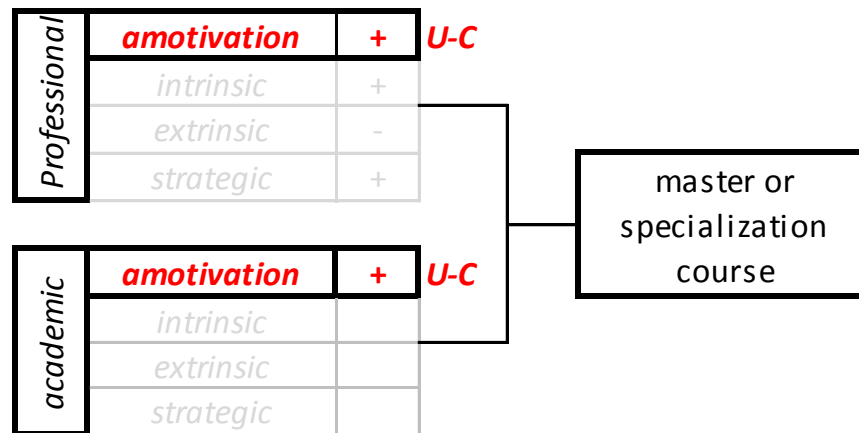 Professional
amotivation + U-C
intrinsic +
extrinsic -
strategic +
master or
specialization
course
academic
amotivation + U-C
intrinsic
extrinsic
strategic